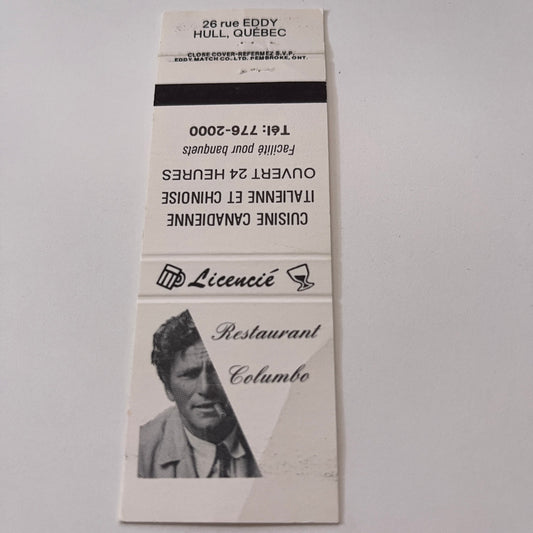 26 rue EDDY
HULL, QUÉBEC
CLOSE COVER-REFERMEZ S.V.P.
EDDY MATCH CO. LTD. PEMBROKE, ONT.
CUISINE CANADIENNE
ITALIENNE ET CHINOISE
OUVERT 24 HEURES
Facilité pour banquets
Tél: 776-2000
Licencié
Restaurant
Columbo